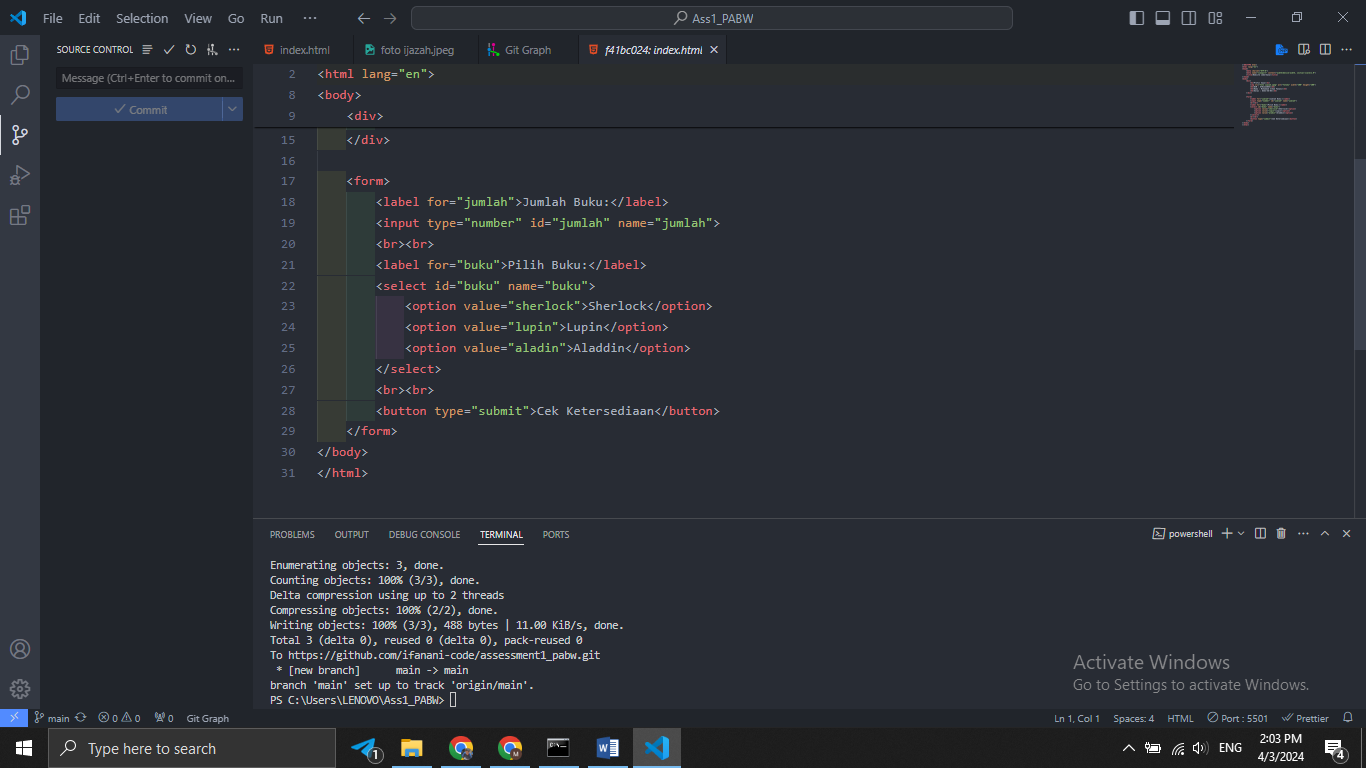 File Edit Selection View Go Run ··· Ass1_PABW
SOURCE CONTROL
index.html foto ijazah.jpeg Git Graph f41bc024: index.html
Message (Ctrl+Enter to commit on...
Commit
2 <html lang="en">
8 <body>
9 <div>
15 </div>
16
17 <form>
18 <label for="jumlah">Jumlah Buku:</label>
19 <input type="number" id="jumlah" name="jumlah">
20 <br><br>
21 <label for="buku">Pilih Buku:</label>
22 <select id="buku" name="buku">
23 <option value="sherlock">Sherlock</option>
24 <option value="lupin">Lupin</option>
25 <option value="aladin">Aladdin</option>
26 </select>
27 <br><br>
28 <button type="submit">Cek Ketersediaan</button>
29 </form>
30 </body>
31 </html>
PROBLEMS OUTPUT DEBUG CONSOLE TERMINAL PORTS powershell
Enumerating objects: 3, done.
Counting objects: 100% (3/3), done.
Delta compression using up to 2 threads
Compressing objects: 100% (2/2), done.
Writing objects: 100% (3/3), 488 bytes | 11.00 KiB/s, done.
Total 3 (delta 0), reused 0 (delta 0), pack-reused 0
To https://github.com/ifanani-code/assessment1_pabw.git
* [new branch] main -> main
branch 'main' set up to track 'origin/main'.
PS C:\Users\LENOVO\Ass1_PABW>
Activate Windows
Go to Settings to activate Windows.
main 0 0 0 Git Graph Ln 1, Col 1 Spaces: 4 HTML Port : 5501 Prettier
Type here to search 1 ENG 2:03 PM
4/3/2024 4